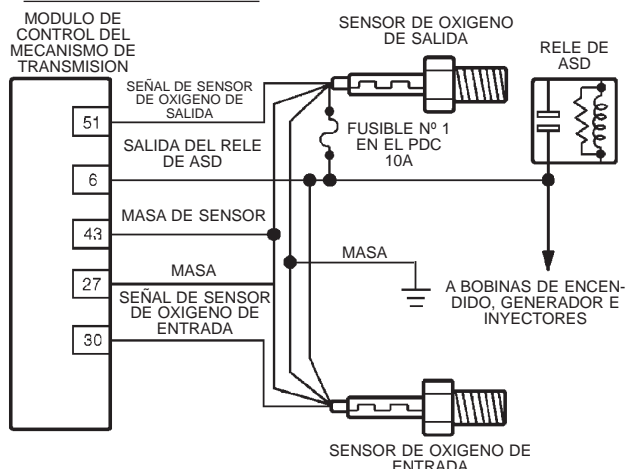 MODULO DE
CONTROL DEL
MECANISMO DE
TRANSMISION
SENSOR DE OXIGENO
DE SALIDA
RELE DE
ASD
SEÑAL DE SENSOR
DE OXIGENO DE
SALIDA
51
FUSIBLE Nº 1
EN EL PDC
10A
SALIDA DEL RELE
DE ASD
6
MASA DE SENSOR
43
MASA
MASA
27
A BOBINAS DE ENCEN-
DIDO, GENERADOR E
INYECTORES
SEÑAL DE SENSOR
DE OXIGENO DE
ENTRADA
30
SENSOR DE OXIGENO DE
ENTRADA